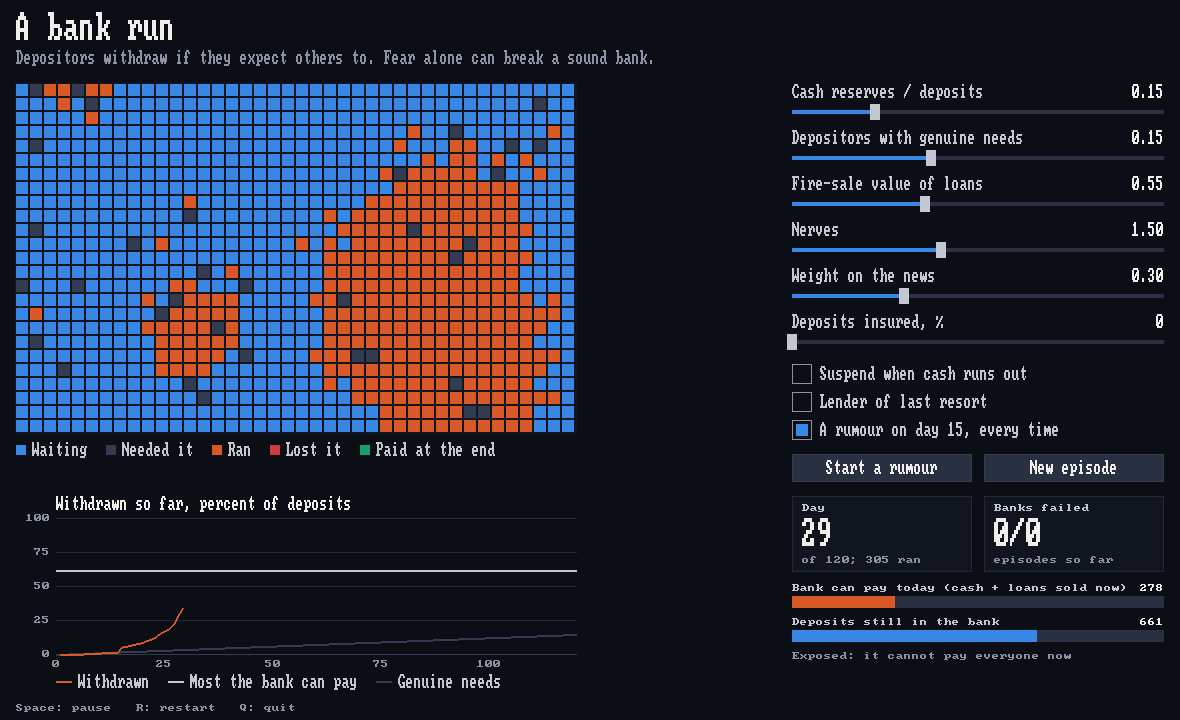 A bank run
Depositors withdraw if they expect others to. Fear alone can break a sound bank.
Cash reserves / deposits 0.15
Depositors with genuine needs 0.15
Fire-sale value of loans 0.55
Nerves 1.50
Weight on the news 0.30
Deposits insured, % 0
Suspend when cash runs out
Lender of last resort
A rumour on day 15, every time
Start a rumour New episode
Day
29
of 120; 305 ran
Banks failed
0/0
episodes so far
Bank can pay today (cash + loans sold now) 278
Deposits still in the bank 661
Exposed: it cannot pay everyone now
Waiting Needed it Ran Lost it Paid at the end
Withdrawn so far, percent of deposits
100
75
50
25
0
0 25 50 75 100
Withdrawn Most the bank can pay Genuine needs
Space: pause R: restart Q: quit